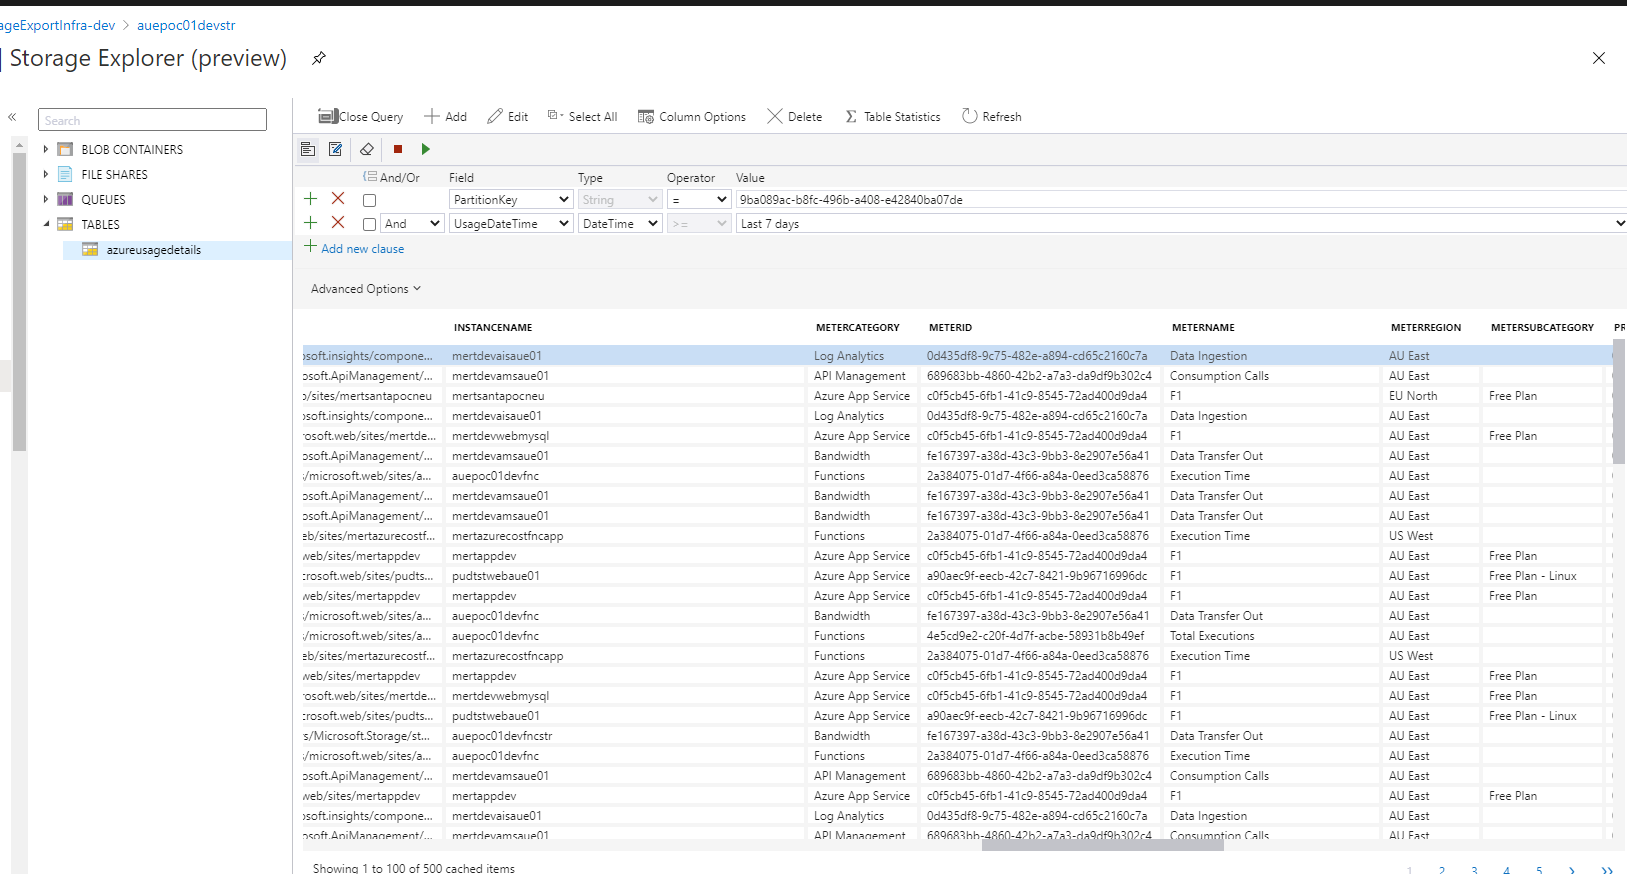 ageExportInfra-dev > auepoc01devstr
Storage Explorer (preview)
Search
BLOB CONTAINERS
FILE SHARES
QUEUES
TABLES
azureusagedetails
Close Query Add Edit Select All Column Options Delete Table Statistics Refresh
And/Or Field Type Operator Value
PartitionKey String = 9ba089ac-b8fc-496b-a408-e42840ba07de
And UsageDateTime DateTime >= Last 7 days
Add new clause
Advanced Options
INSTANCENAME METERCATEGORY METERID METERNAME METERREGION METERSUBCATEGORY PR
osoft.insights/compone... mertdevaisaue01 Log Analytics 0d435df8-9c75-482e-a894-cd65c2160c7a Data Ingestion AU East
osoft.ApiManagement/... mertdevamsaue01 API Management 689683bb-4860-42b2-a7a3-da9df9b302c4 Consumption Calls AU East
b/sites/mertsantapocneu mertsantapocneu Azure App Service c0f5cb45-6fb1-41c9-8545-72ad400d9da4 F1 EU North Free Plan
osoft.insights/compone... mertdevaisaue01 Log Analytics 0d435df8-9c75-482e-a894-cd65c2160c7a Data Ingestion AU East
rosoft.web/sites/mertde... mertdevwebmysql Azure App Service c0f5cb45-6fb1-41c9-8545-72ad400d9da4 F1 AU East Free Plan
osoft.ApiManagement/... mertdevamsaue01 Bandwidth fe167397-a38d-43c3-9bb3-8e2907e56a41 Data Transfer Out AU East
/microsoft.web/sites/a... auepoc01devfnc Functions 2a384075-01d7-4f66-a84a-0eed3ca58876 Execution Time AU East
osoft.ApiManagement/... mertdevamsaue01 Bandwidth fe167397-a38d-43c3-9bb3-8e2907e56a41 Data Transfer Out AU East
osoft.ApiManagement/... mertdevamsaue01 Bandwidth fe167397-a38d-43c3-9bb3-8e2907e56a41 Data Transfer Out AU East
eb/sites/mertazurecostf... mertazurecostfncapp Functions 2a384075-01d7-4f66-a84a-0eed3ca58876 Execution Time US West
web/sites/mertappdev mertappdev Azure App Service c0f5cb45-6fb1-41c9-8545-72ad400d9da4 F1 AU East Free Plan
crosoft.web/sites/pudts... pudtstwebaue01 Azure App Service a90aec9f-eecb-42c7-8421-9b96716996dc F1 AU East Free Plan - Linux
web/sites/mertappdev mertappdev Azure App Service c0f5cb45-6fb1-41c9-8545-72ad400d9da4 F1 AU East Free Plan
/microsoft.web/sites/a... auepoc01devfnc Bandwidth fe167397-a38d-43c3-9bb3-8e2907e56a41 Data Transfer Out AU East
/microsoft.web/sites/a... auepoc01devfnc Functions 4e5cd9e2-c20f-4d7f-acbe-58931b8b49ef Total Executions AU East
eb/sites/mertazurecostf... mertazurecostfncapp Functions 2a384075-01d7-4f66-a84a-0eed3ca58876 Execution Time US West
web/sites/mertappdev mertappdev Azure App Service c0f5cb45-6fb1-41c9-8545-72ad400d9da4 F1 AU East Free Plan
rosoft.web/sites/mertde... mertdevwebmysql Azure App Service c0f5cb45-6fb1-41c9-8545-72ad400d9da4 F1 AU East Free Plan
crosoft.web/sites/pudts... pudtstwebaue01 Azure App Service a90aec9f-eecb-42c7-8421-9b96716996dc F1 AU East Free Plan - Linux
s/Microsoft.Storage/st... auepoc01devfncstr Bandwidth fe167397-a38d-43c3-9bb3-8e2907e56a41 Data Transfer Out AU East
/microsoft.web/sites/a... auepoc01devfnc Functions 2a384075-01d7-4f66-a84a-0eed3ca58876 Execution Time AU East
osoft.ApiManagement/... mertdevamsaue01 API Management 689683bb-4860-42b2-a7a3-da9df9b302c4 Consumption Calls AU East
web/sites/mertappdev mertappdev Azure App Service c0f5cb45-6fb1-41c9-8545-72ad400d9da4 F1 AU East Free Plan
osoft.insights/compone... mertdevaisaue01 Log Analytics 0d435df8-9c75-482e-a894-cd65c2160c7a Data Ingestion AU East
osoft.ApiManagement/... mertdevamsaue01 API Management 689683bb-4860-42b2-a7a3-da9df9b302c4 Consumption Calls AU East
Showing 1 to 100 of 500 cached items 1 2 3 4 5